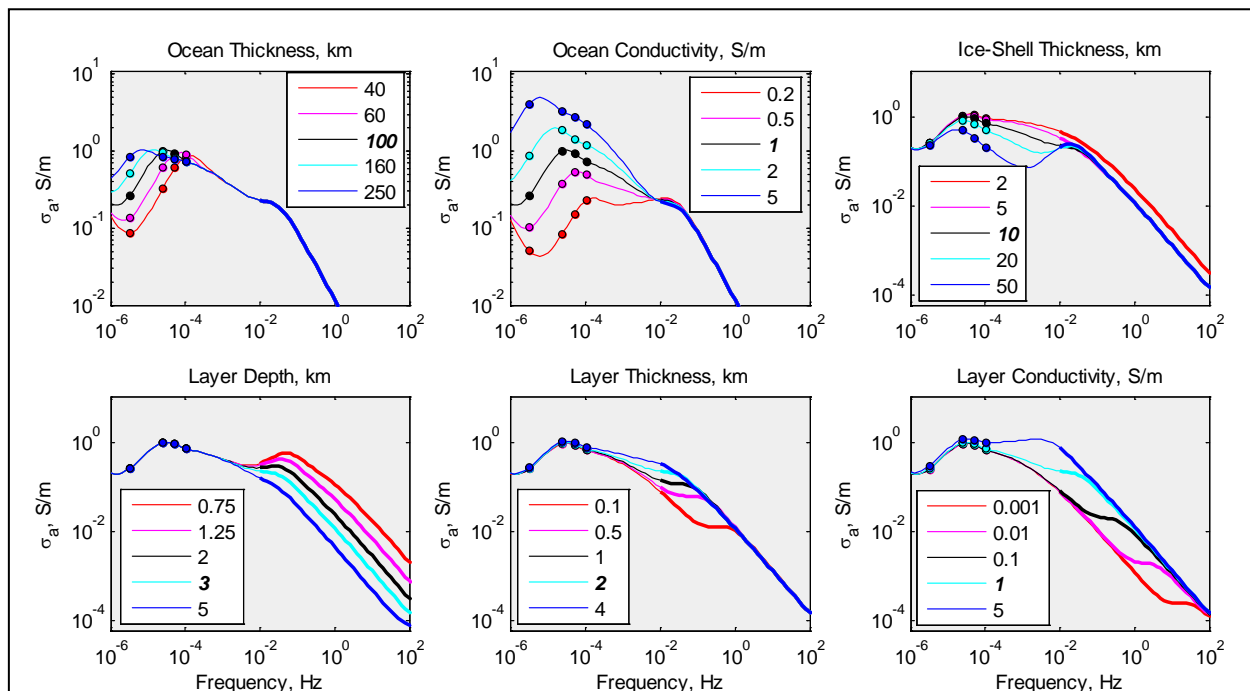 Ocean Thickness, km
Ocean Conductivity, S/m
Ice-Shell Thickness, km
σa, S/m
10^1
10^0
10^-1
10^-2
10^-6 10^-4 10^-2 10^0 10^2
40
60
100
160
250
σa, S/m
10^1
10^0
10^-1
10^-2
10^-6 10^-4 10^-2 10^0 10^2
0.2
0.5
1
2
5
σa, S/m
10^0
10^-2
10^-4
10^-6 10^-4 10^-2 10^0 10^2
2
5
10
20
50
Layer Depth, km
Layer Thickness, km
Layer Conductivity, S/m
σa, S/m
10^0
10^-2
10^-4
10^-6 10^-4 10^-2 10^0 10^2
0.75
1.25
2
3
5
Frequency, Hz
σa, S/m
10^0
10^-2
10^-4
10^-6 10^-4 10^-2 10^0 10^2
0.1
0.5
1
2
4
Frequency, Hz
σa, S/m
10^0
10^-2
10^-4
10^-6 10^-4 10^-2 10^0 10^2
0.001
0.01
0.1
1
5
Frequency, Hz